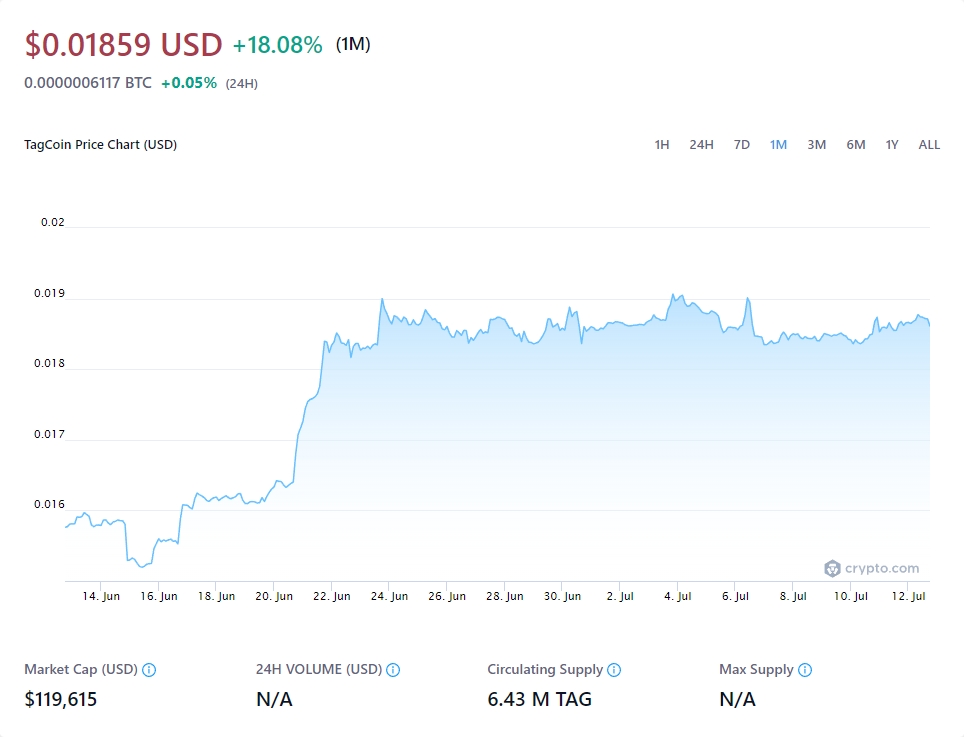 $0.01859 USD +18.08% (1M)
0.0000006117 BTC +0.05% (24H)
TagCoin Price Chart (USD) 1H 24H 7D 1M 3M 6M 1Y ALL
0.02
0.019
0.018
0.017
0.016
crypto.com
14. Jun 16. Jun 18. Jun 20. Jun 22. Jun 24. Jun 26. Jun 28. Jun 30. Jun 2. Jul 4. Jul 6. Jul 8. Jul 10. Jul 12. Jul
Market Cap (USD) 24H VOLUME (USD) Circulating Supply Max Supply
$119,615 N/A 6.43 M TAG N/A